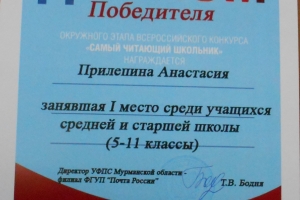 Победителя
ОКРУЖНОГО ЭТАПА ВСЕРОССИЙСКОГО КОНКУРСА
«САМЫЙ ЧИТАЮЩИЙ ШКОЛЬНИК»
НАГРАЖДАЕТСЯ
Прилепина Анастасия
занявшая I место среди учащихся
средней и старшей школы
(5-11 классы)
Директор УФПС Мурманской области -
филиал ФГУП "Почта России"
Т.В. Бодня